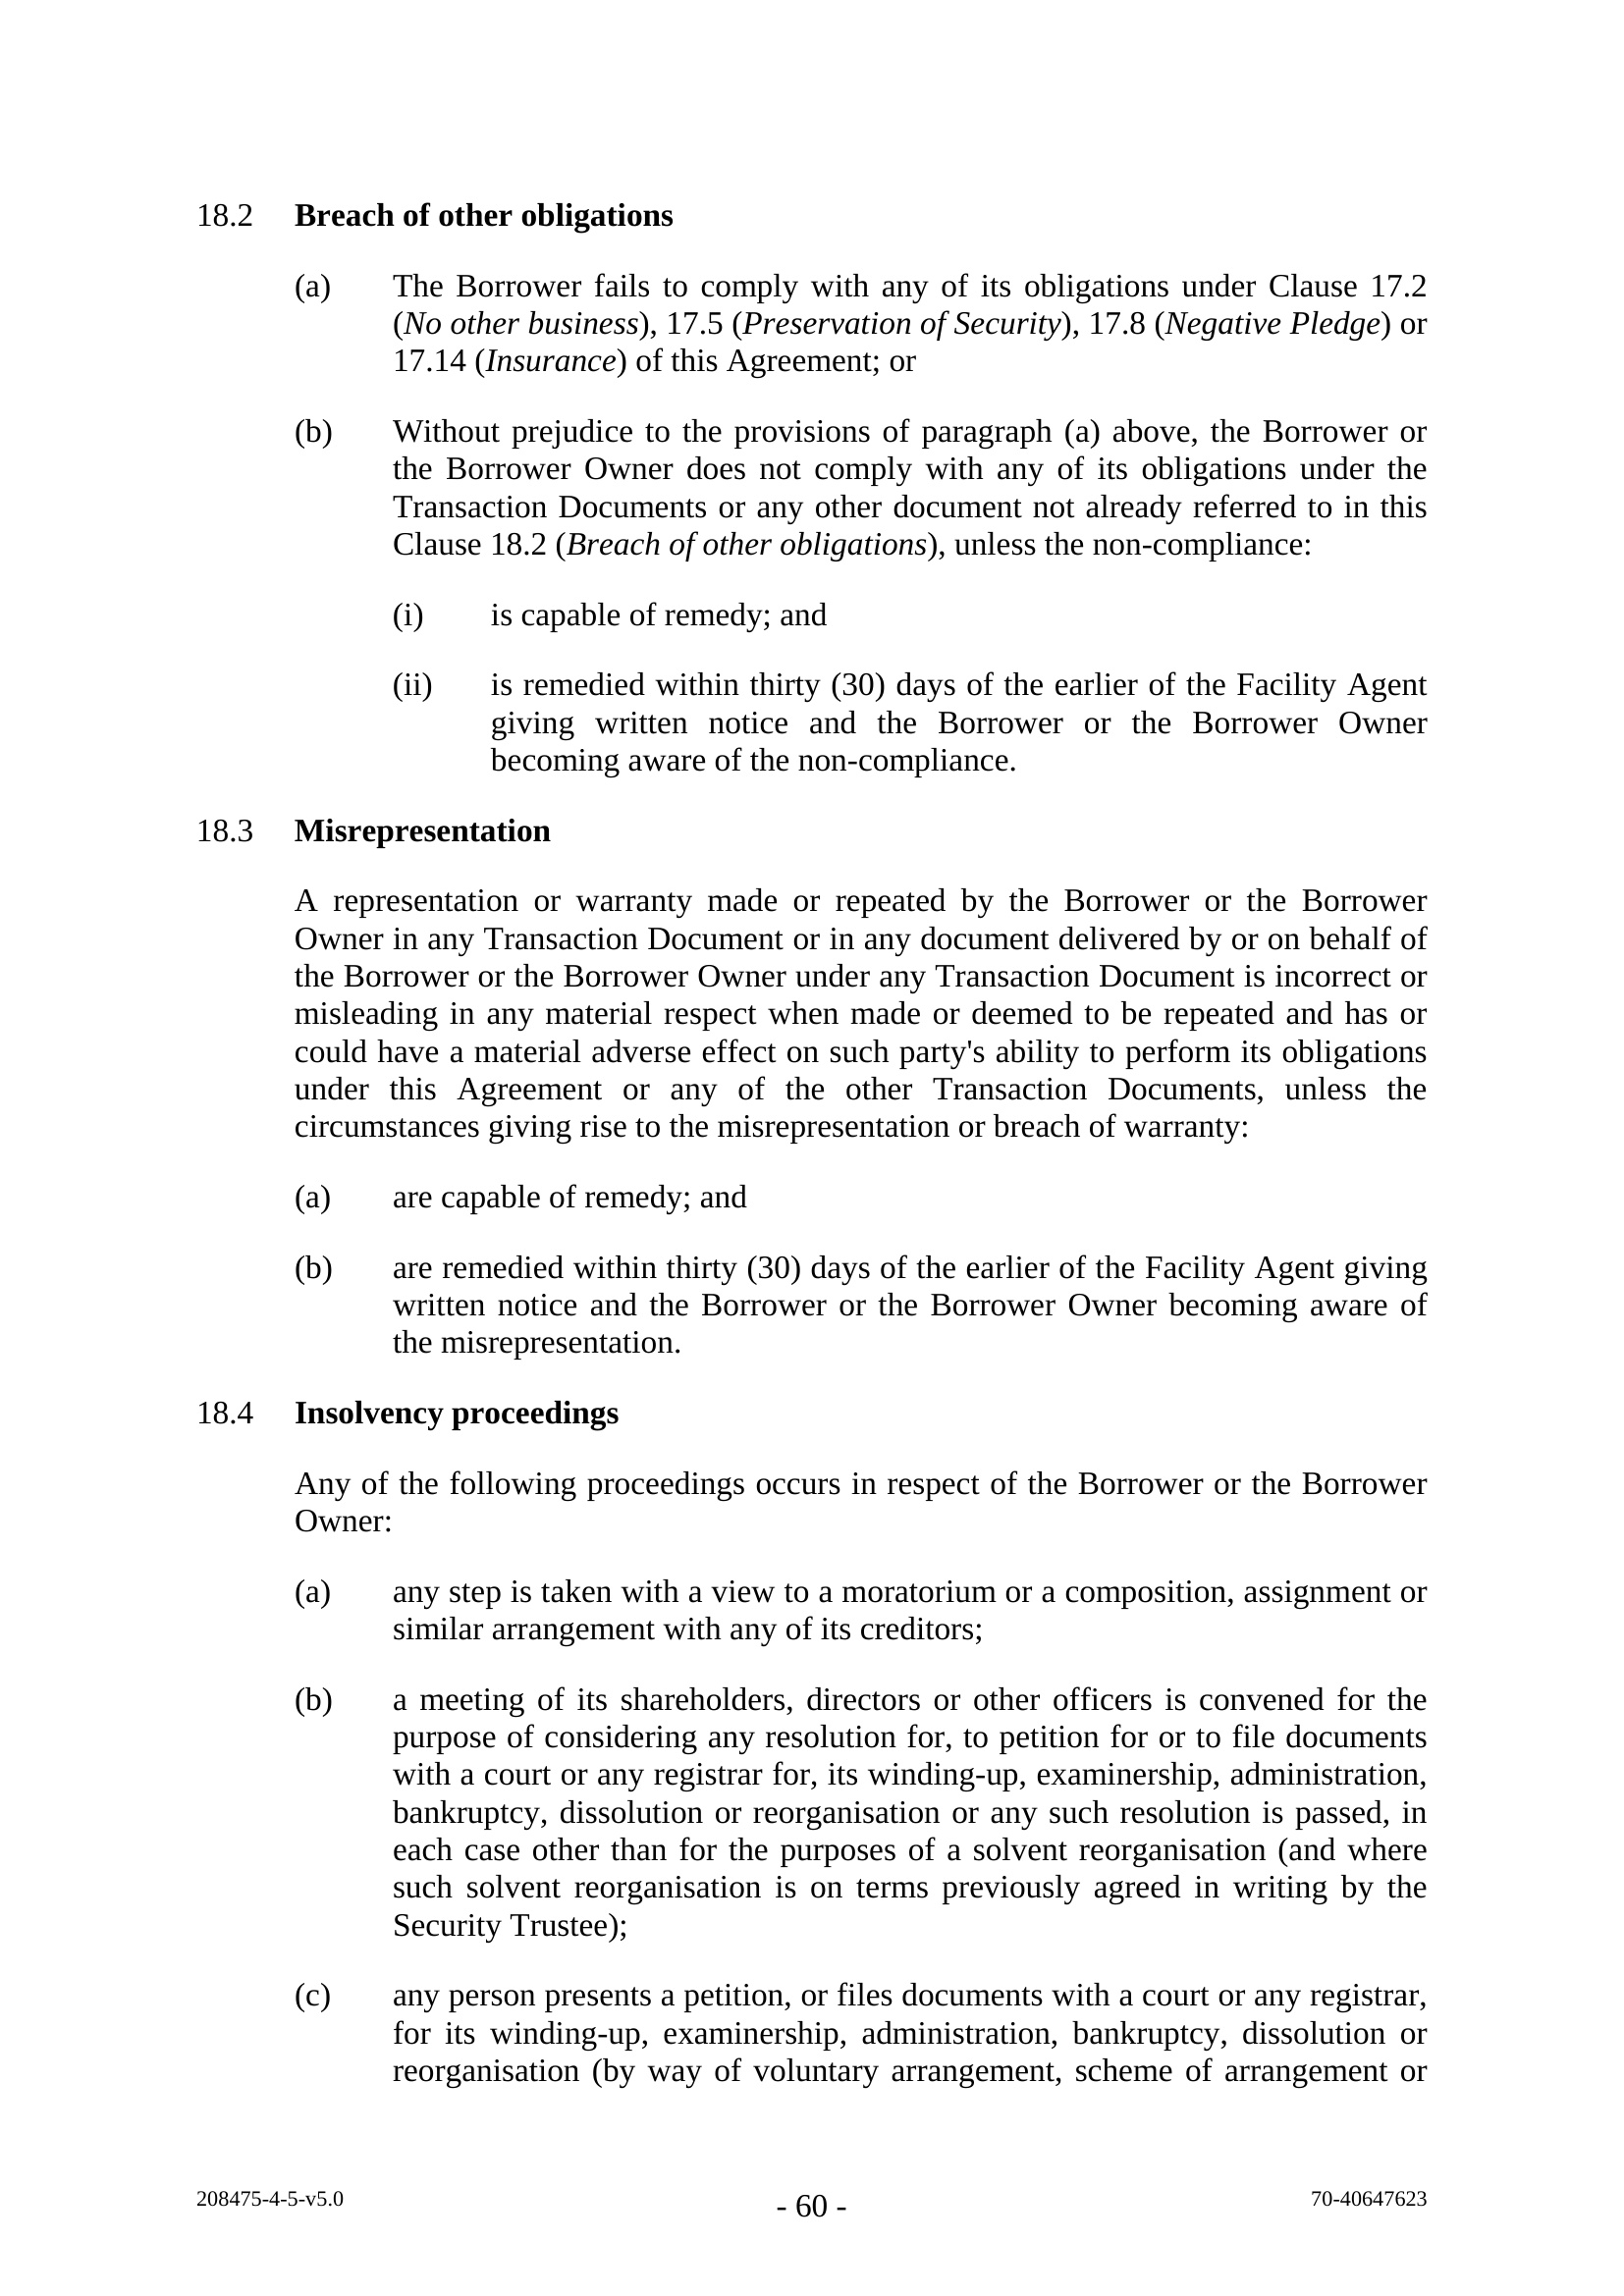 18.2 Breach of other obligations
(a) The Borrower fails to comply with any of its obligations under Clause 17.2
(No other business), 17.5 (Preservation of Security), 17.8 (Negative Pledge) or
17.14 (Insurance) of this Agreement; or
(b) Without prejudice to the provisions of paragraph (a) above, the Borrower or
the Borrower Owner does not comply with any of its obligations under the
Transaction Documents or any other document not already referred to in this
Clause 18.2 (Breach of other obligations), unless the non-compliance:
(i) is capable of remedy; and
(ii) is remedied within thirty (30) days of the earlier of the Facility Agent
giving written notice and the Borrower or the Borrower Owner
becoming aware of the non-compliance.
18.3 Misrepresentation
A representation or warranty made or repeated by the Borrower or the Borrower
Owner in any Transaction Document or in any document delivered by or on behalf of
the Borrower or the Borrower Owner under any Transaction Document is incorrect or
misleading in any material respect when made or deemed to be repeated and has or
could have a material adverse effect on such party's ability to perform its obligations
under this Agreement or any of the other Transaction Documents, unless the
circumstances giving rise to the misrepresentation or breach of warranty:
(a) are capable of remedy; and
(b) are remedied within thirty (30) days of the earlier of the Facility Agent giving
written notice and the Borrower or the Borrower Owner becoming aware of
the misrepresentation.
18.4 Insolvency proceedings
Any of the following proceedings occurs in respect of the Borrower or the Borrower
Owner:
(a) any step is taken with a view to a moratorium or a composition, assignment or
similar arrangement with any of its creditors;
(b) a meeting of its shareholders, directors or other officers is convened for the
purpose of considering any resolution for, to petition for or to file documents
with a court or any registrar for, its winding-up, examinership, administration,
bankruptcy, dissolution or reorganisation or any such resolution is passed, in
each case other than for the purposes of a solvent reorganisation (and where
such solvent reorganisation is on terms previously agreed in writing by the
Security Trustee);
(c) any person presents a petition, or files documents with a court or any registrar,
for its winding-up, examinership, administration, bankruptcy, dissolution or
reorganisation (by way of voluntary arrangement, scheme of arrangement or
208475-4-5-v5.0 - 60 - 70-40647623